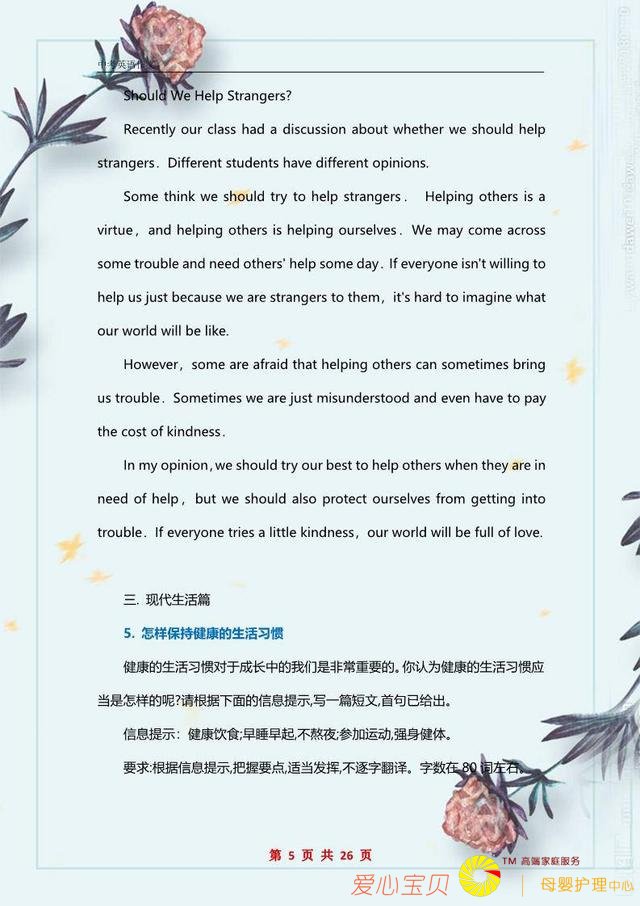 中考英语作文
Should We Help Strangers?
Recently our class had a discussion about whether we should help
strangers. Different students have different opinions.
Some think we should try to help strangers. Helping others is a
virtue, and helping others is helping ourselves. We may come across
some trouble and need others' help some day. If everyone isn't willing to
help us just because we are strangers to them, it's hard to imagine what
our world will be like.
However, some are afraid that helping others can sometimes bring
us trouble. Sometimes we are just misunderstood and even have to pay
the cost of kindness.
In my opinion, we should try our best to help others when they are in
need of help, but we should also protect ourselves from getting into
trouble. If everyone tries a little kindness, our world will be full of love.
三. 现代生活篇
5. 怎样保持健康的生活习惯
健康的生活习惯对于成长中的我们是非常重要的。你认为健康的生活习惯应
当是怎样的呢?请根据下面的信息提示,写一篇短文,首句已给出。
信息提示: 健康饮食;早睡早起,不熬夜;参加运动,强身健体。
要求:根据信息提示,把握要点,适当发挥,不逐字翻译。字数在 80 词左右。
第 5 页 共 26 页
爱心宝贝 TM 高端家庭服务 母婴护理中心